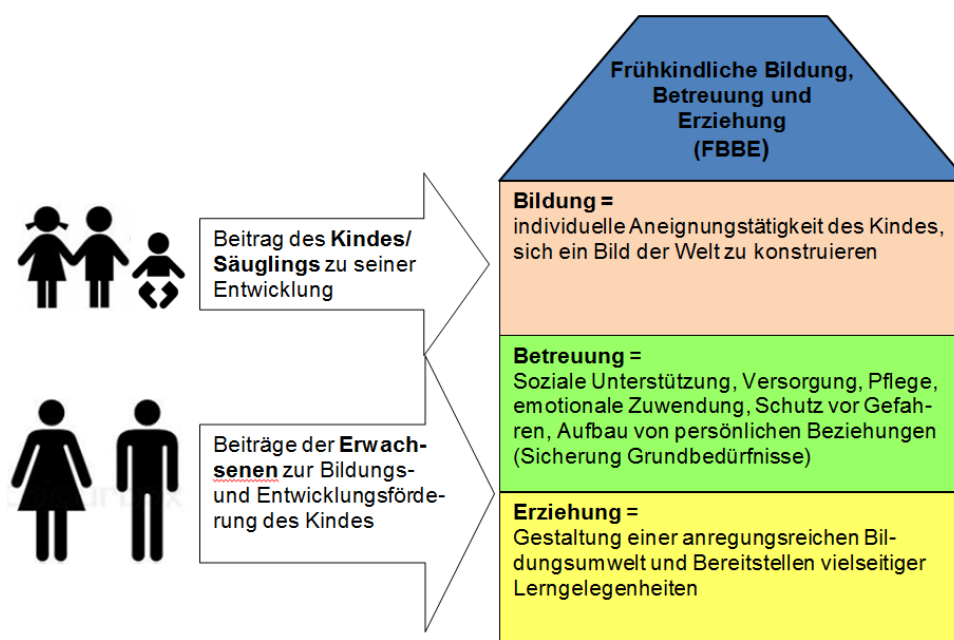 Frühkindliche Bildung,
Betreuung und
Erziehung
(FBBE)
Bildung =
individuelle Aneignungstätigkeit des Kindes,
sich ein Bild der Welt zu konstruieren
Beitrag des Kindes/
Säuglings zu seiner
Entwicklung
Betreuung =
Soziale Unterstützung, Versorgung, Pflege,
emotionale Zuwendung, Schutz vor Gefah-
ren, Aufbau von persönlichen Beziehungen
(Sicherung Grundbedürfnisse)
Beiträge der Erwach-
senen zur Bildungs-
und Entwicklungsförde-
rung des Kindes
Erziehung =
Gestaltung einer anregungsreichen Bil-
dungsumwelt und Bereitstellen vielseitiger
Lerngelegenheiten